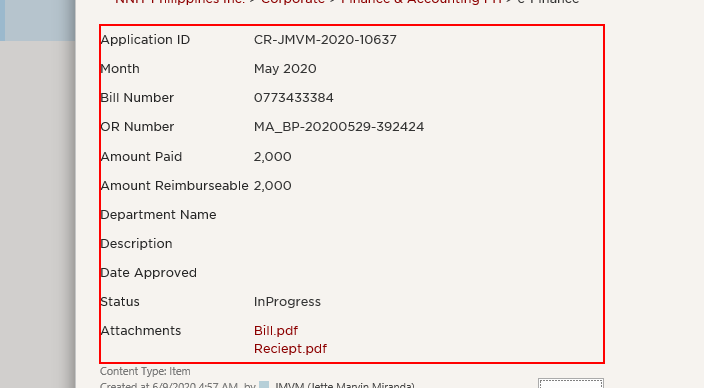 NNIT Philippines Inc. > Corporate > Finance & Accounting PH > e-Finance
Application ID CR-JMVM-2020-10637
Month May 2020
Bill Number 0773433384
OR Number MA_BP-20200529-392424
Amount Paid 2,000
Amount Reimburseable 2,000
Department Name
Description
Date Approved
Status InProgress
Attachments Bill.pdf
Reciept.pdf
Content Type: Item
Created at 6/9/2020 4:57 AM by JMVM (Jette Marvin Miranda)